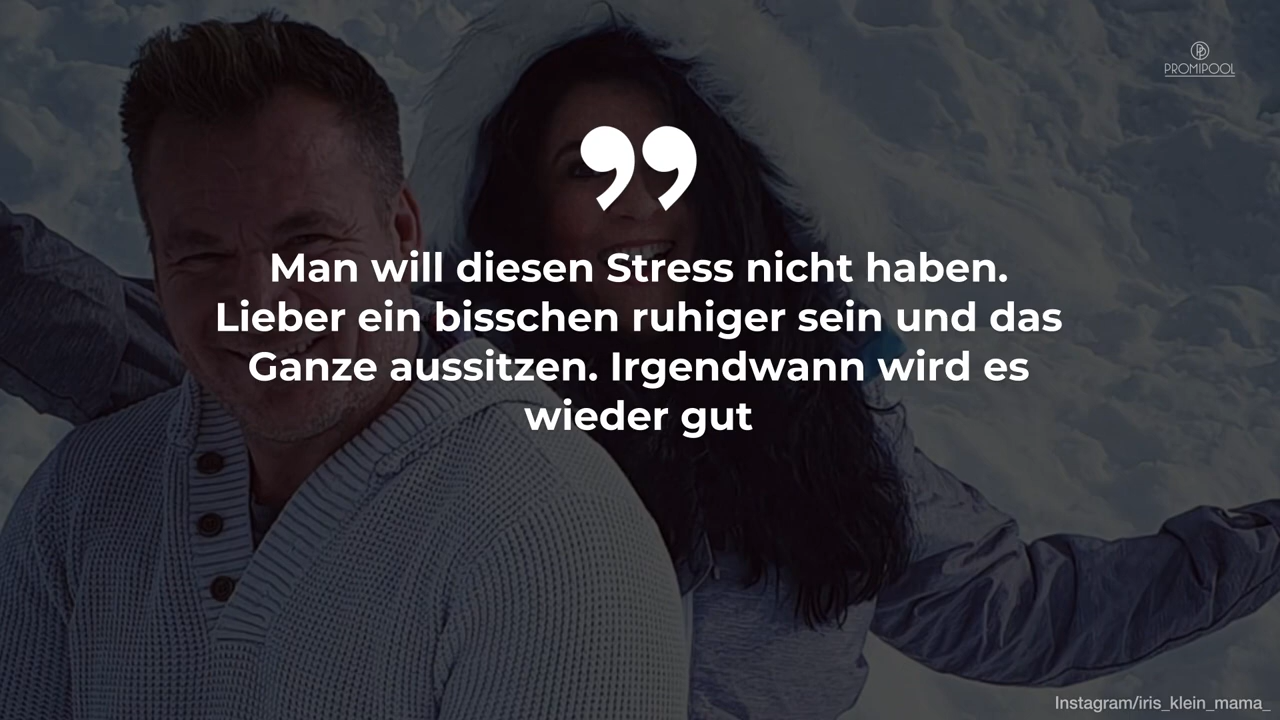 PROMIPOOL
Man will diesen Stress nicht haben.
Lieber ein bisschen ruhiger sein und das
Ganze aussitzen. Irgendwann wird es
wieder gut
Instagram/iris_klein_mama_